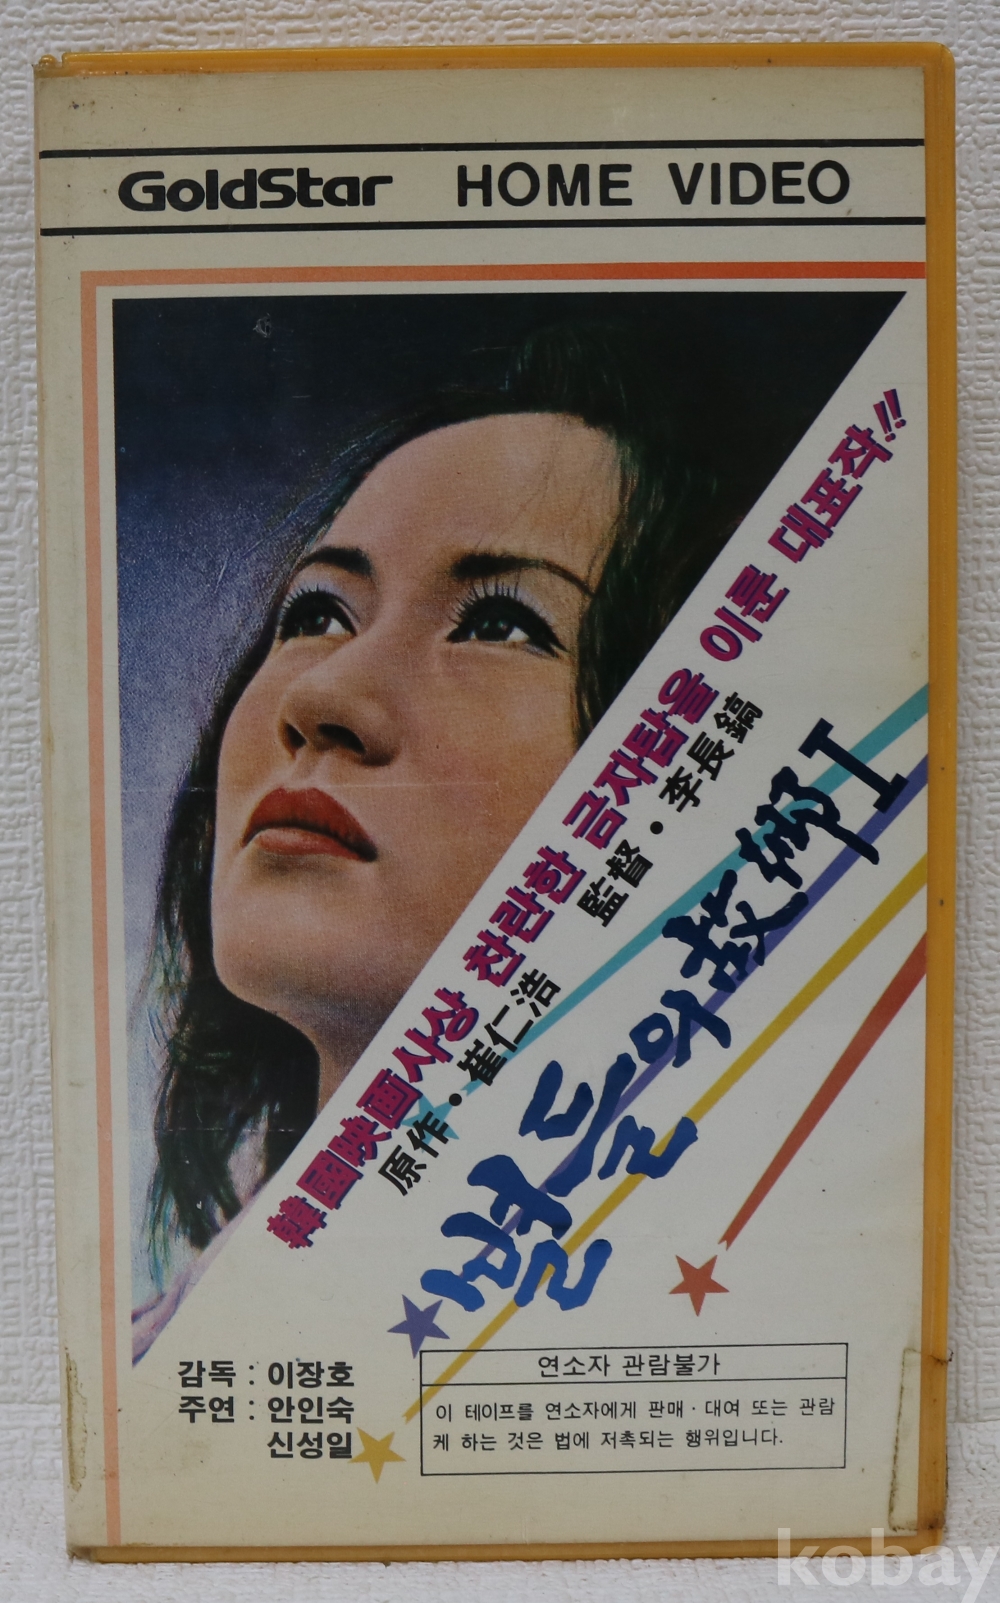 GoldStar HOME VIDEO
韓國映画사상 찬란한 금자탑을 이룬 대표작!!
原作・崔仁浩 監督・李長鎬
별들의 故鄕 I
감독 : 이장호
주연 : 안인숙
신성일
연소자 관람불가
이 테이프를 연소자에게 판매·대여 또는 관람
케 하는 것은 법에 저촉되는 행위입니다.
kobay